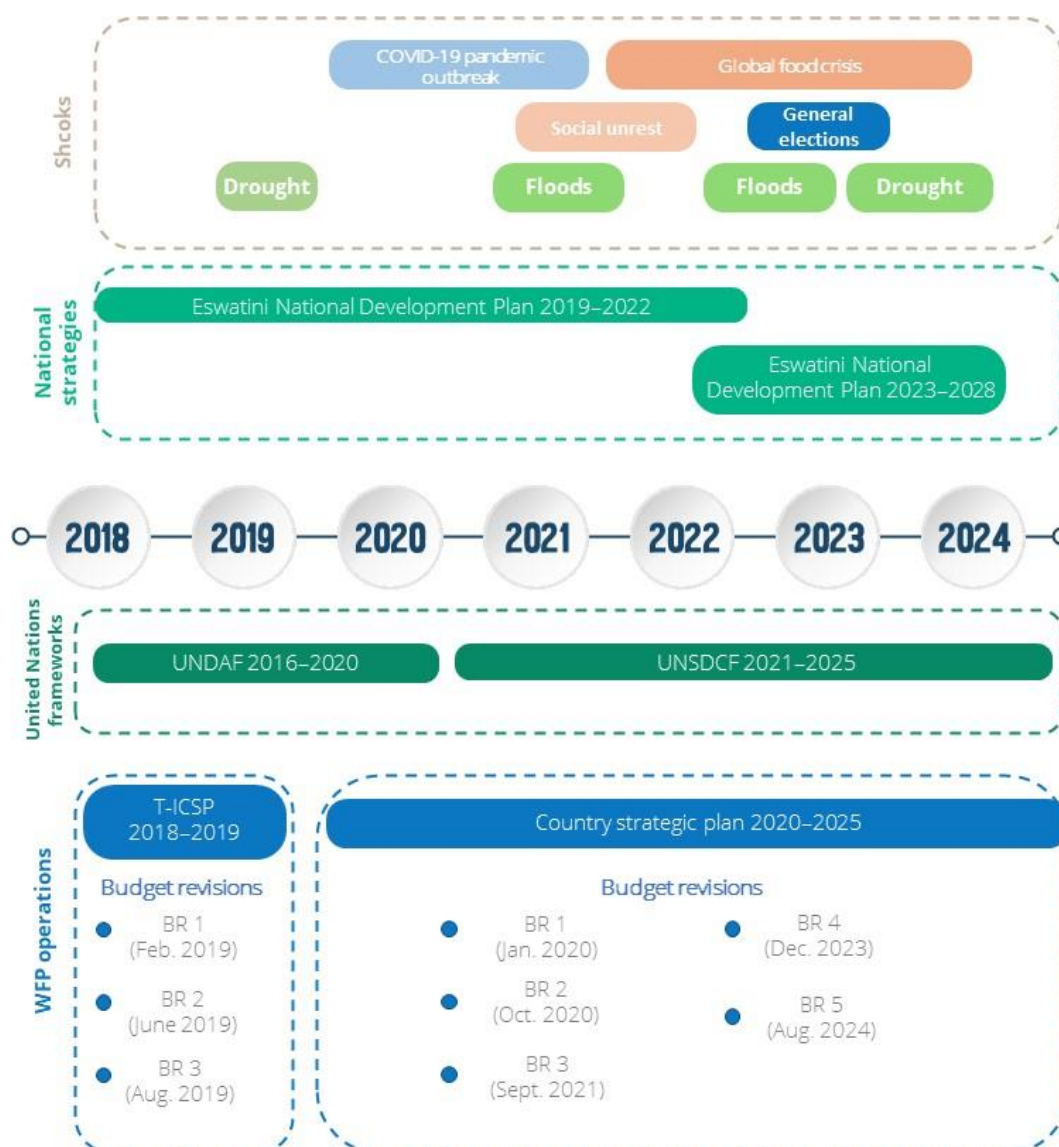 Shcoks
COVID-19 pandemic
outbreak
Global food crisis
Social unrest
General
elections
Drought
Floods
Floods
Drought
National
strategies
Eswatini National Development Plan 2019–2022
Eswatini National
Development Plan 2023–2028
2018
2019
2020
2021
2022
2023
2024
United Nations
frameworks
UNDAF 2016–2020
UNSDCF 2021–2025
WFP operations
T-ICSP
2018–2019
Budget revisions
BR 1
(Feb. 2019)
BR 2
(June 2019)
BR 3
(Aug. 2019)
Country strategic plan 2020–2025
Budget revisions
BR 1
(Jan. 2020)
BR 2
(Oct. 2020)
BR 3
(Sept. 2021)
BR 4
(Dec. 2023)
BR 5
(Aug. 2024)